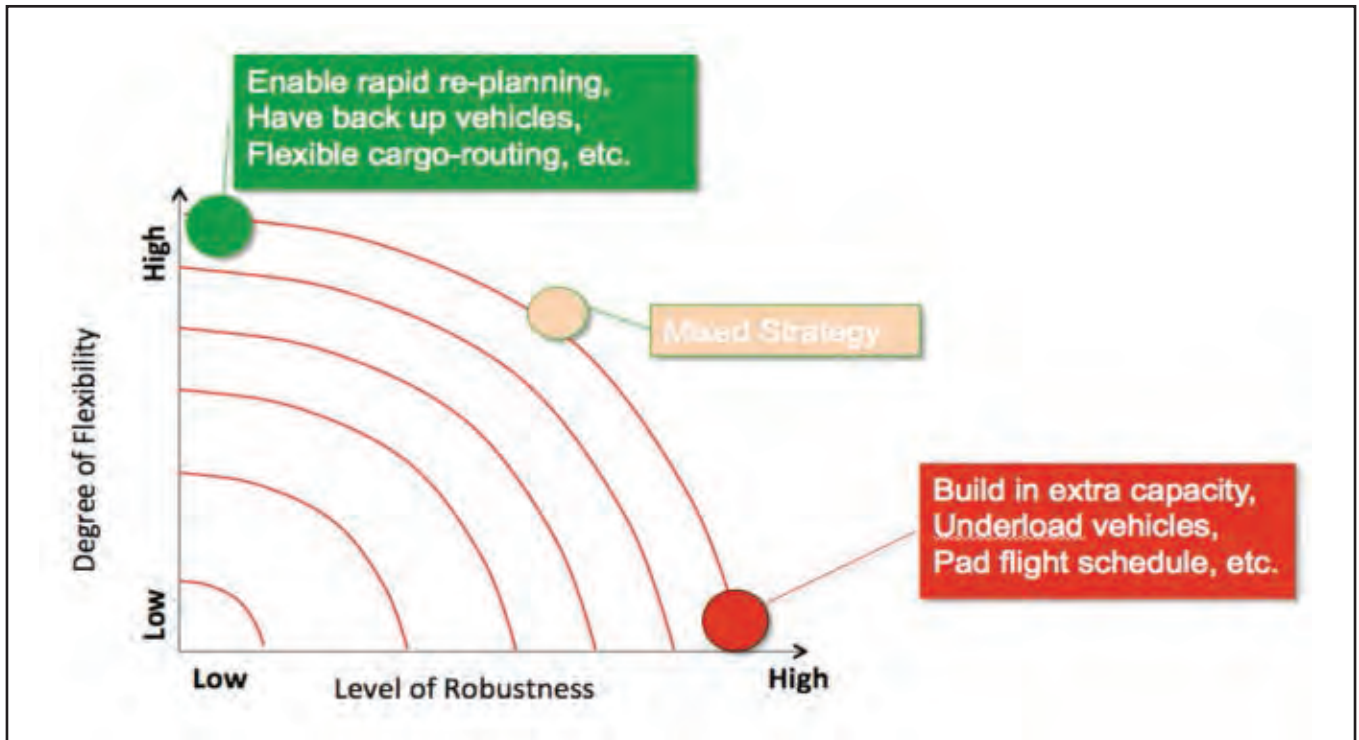 Enable rapid re-planning,
Have back up vehicles,
Flexible cargo-routing, etc.
High
Mixed Strategy
Degree of Flexibility
Build in extra capacity,
Underload vehicles,
Pad flight schedule, etc.
Low
Low
Level of Robustness
High